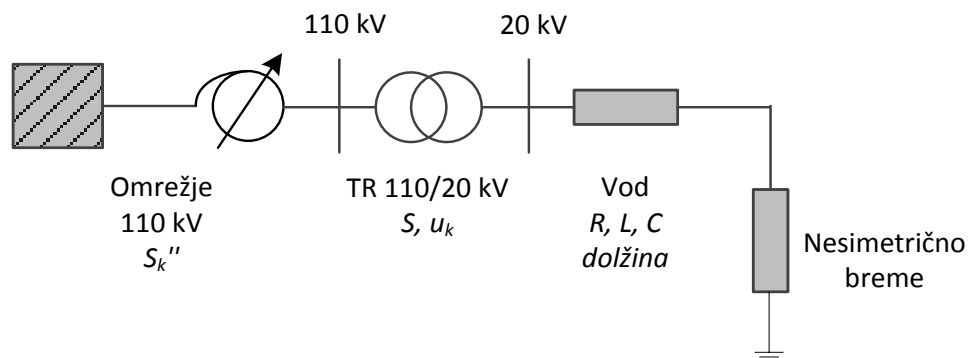 110 kV
20 kV
Omrežje
110 kV
Sk''
TR 110/20 kV
S, uk
Vod
R, L, C
dolžina
Nesimetrično
breme